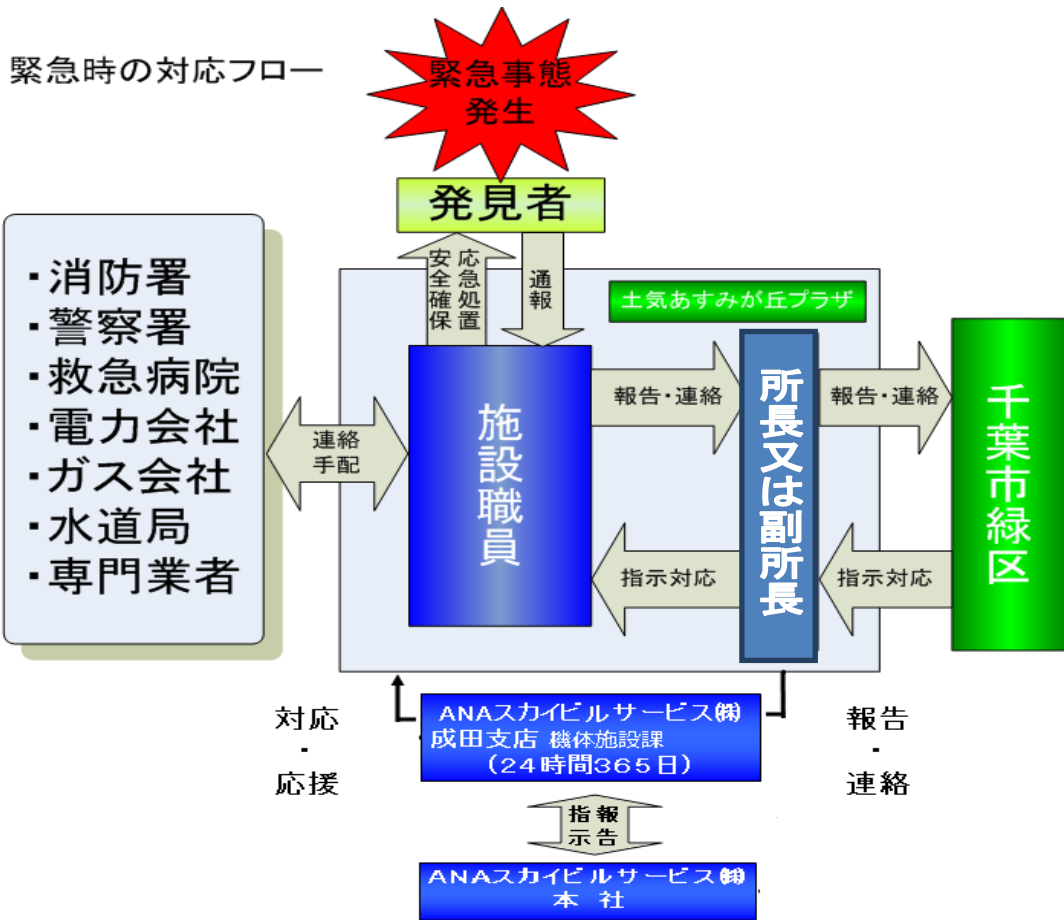 緊急時の対応フロー
緊急事態
発生
発見者
・消防署
・警察署
・救急病院
・電力会社
・ガス会社
・水道局
・専門業者
安全確保
応急処置
通報
土気あすみが丘プラザ
連絡
手配
施設職員
報告・連絡
所長又は副所長
報告・連絡
千葉市緑区
指示対応
指示対応
対応
・
応援
ANAスカイビルサービス㈱
成田支店 機体施設課
(24時間365日)
報告
・
連絡
指示
報告
ANAスカイビルサービス㈱
本 社